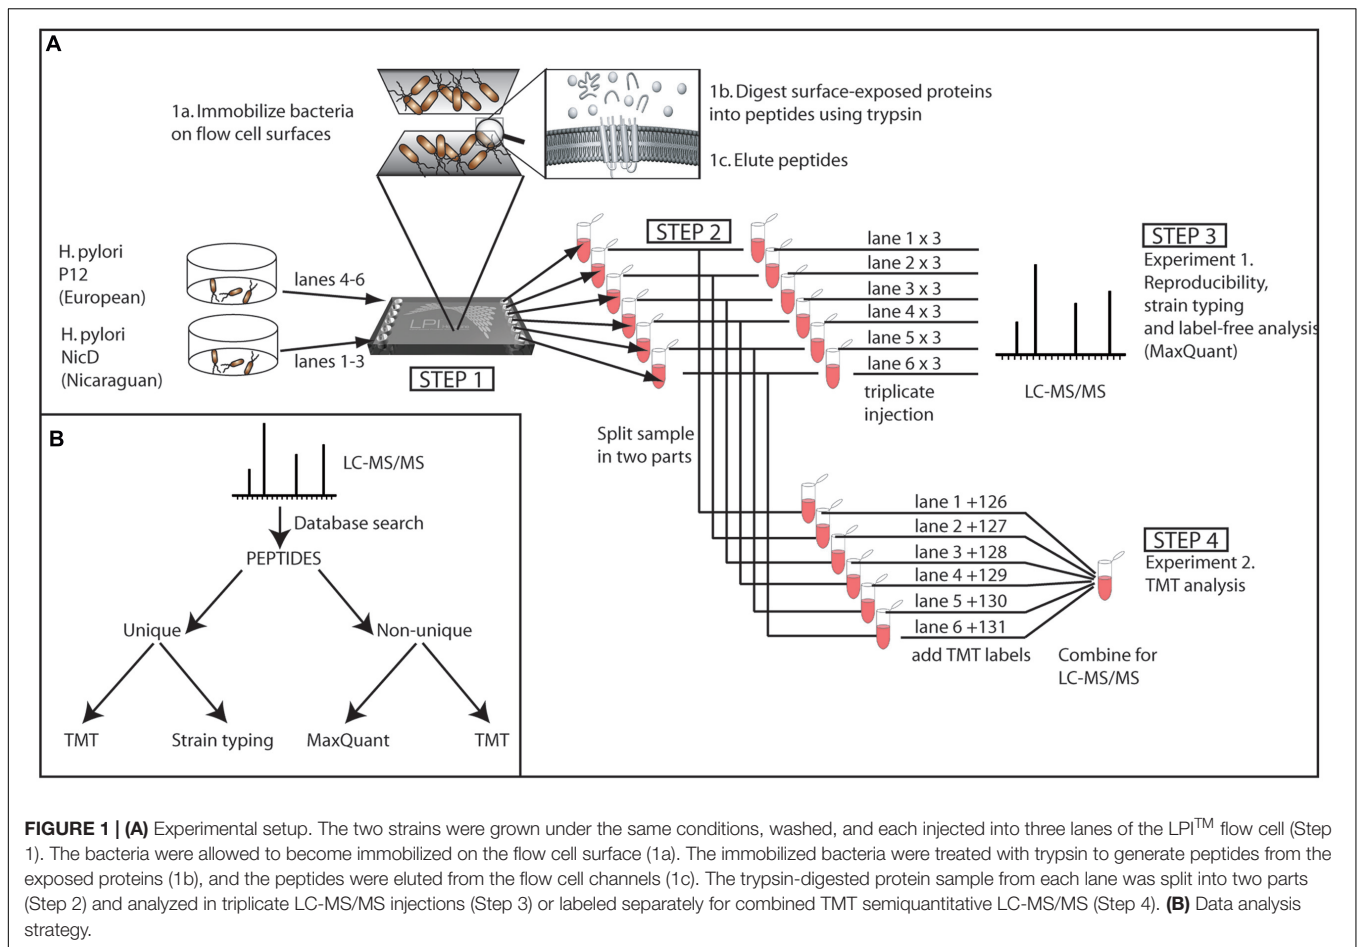 A
1a. Immobilize bacteria
on flow cell surfaces
1b. Digest surface-exposed proteins
into peptides using trypsin
1c. Elute peptides
H. pylori
P12
(European)
lanes 4-6
H. pylori
NicD
(Nicaraguan)
lanes 1-3
LPI
STEP 1
STEP 2
Split sample
in two parts
lane 1 x 3
lane 2 x 3
lane 3 x 3
lane 4 x 3
lane 5 x 3
lane 6 x 3
triplicate
injection
LC-MS/MS
STEP 3
Experiment 1.
Reproducibility,
strain typing
and label-free analysis
(MaxQuant)
lane 1 +126
lane 2 +127
lane 3 +128
lane 4 +129
lane 5 +130
lane 6 +131
add TMT labels
Combine for
LC-MS/MS
STEP 4
Experiment 2.
TMT analysis
B
LC-MS/MS
Database search
PEPTIDES
Unique
Non-unique
TMT
Strain typing
MaxQuant
TMT
FIGURE 1 | (A) Experimental setup. The two strains were grown under the same conditions, washed, and each injected into three lanes of the LPI™ flow cell (Step
1). The bacteria were allowed to become immobilized on the flow cell surface (1a). The immobilized bacteria were treated with trypsin to generate peptides from the
exposed proteins (1b), and the peptides were eluted from the flow cell channels (1c). The trypsin-digested protein sample from each lane was split into two parts
(Step 2) and analyzed in triplicate LC-MS/MS injections (Step 3) or labeled separately for combined TMT semiquantitative LC-MS/MS (Step 4). (B) Data analysis
strategy.